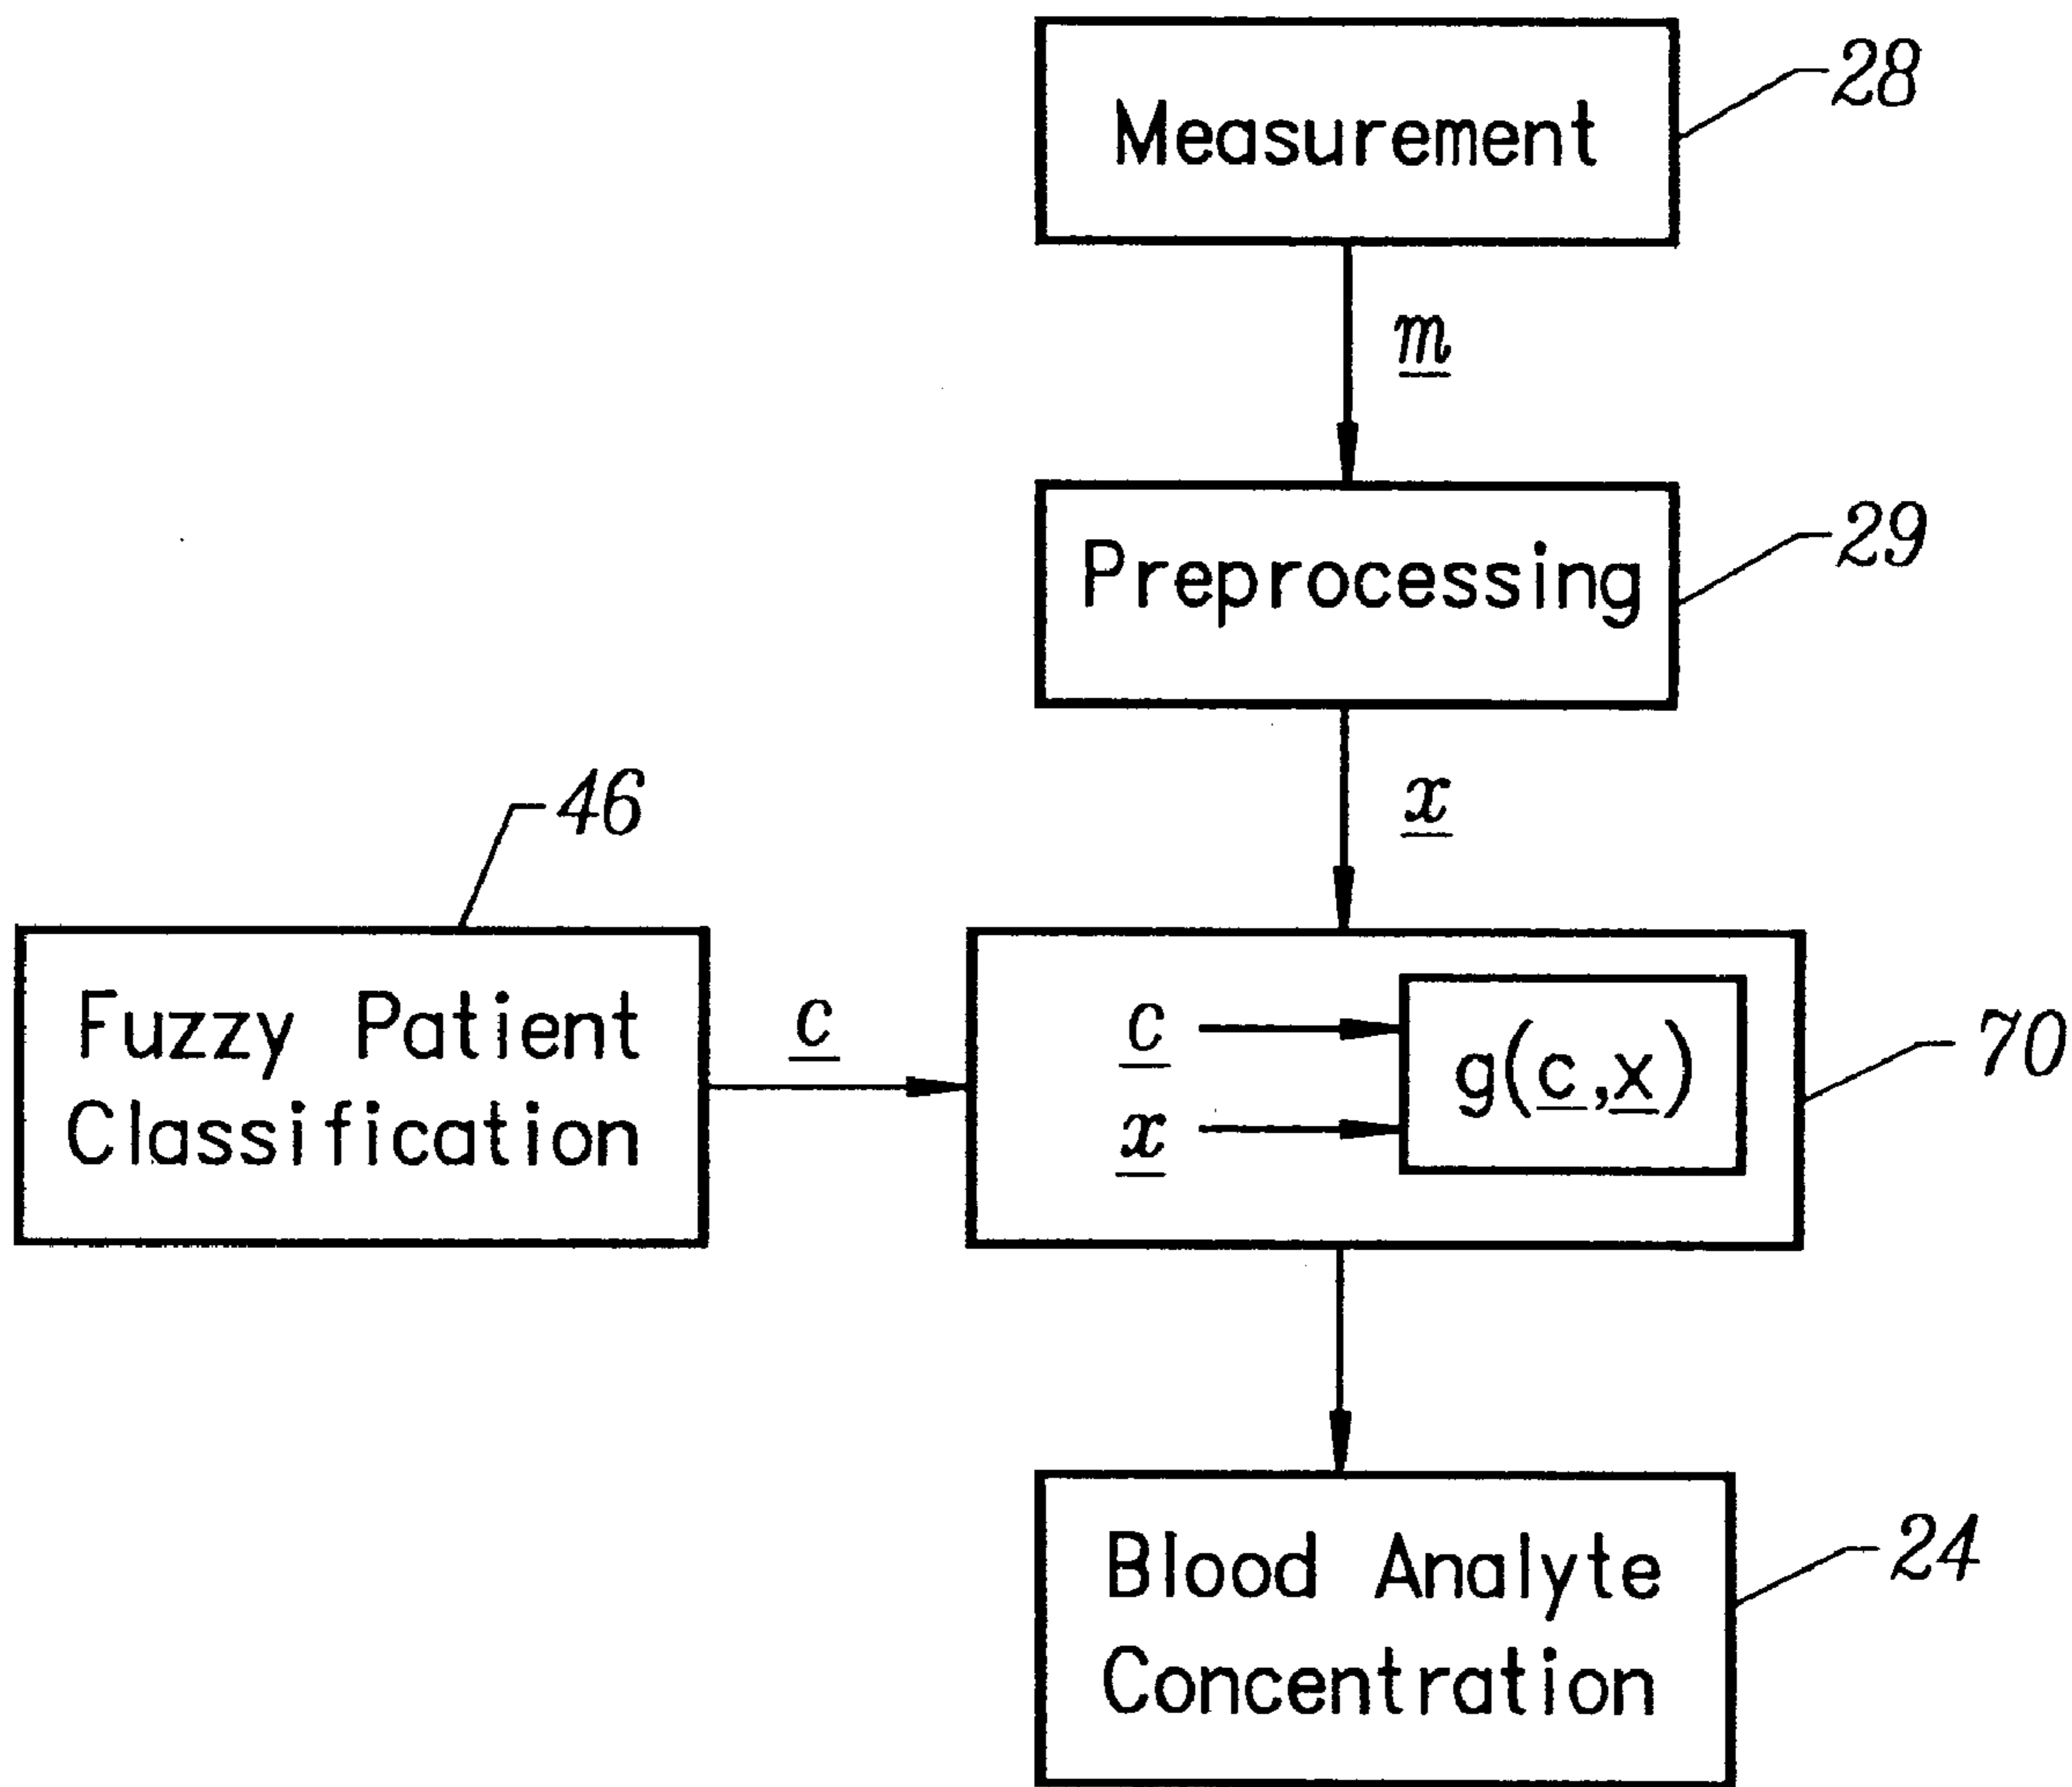 Measurement
28
m
Preprocessing
29
x
46
Fuzzy Patient
Classification
c
c
x
g(c,x)
70
Blood Analyte
Concentration
24